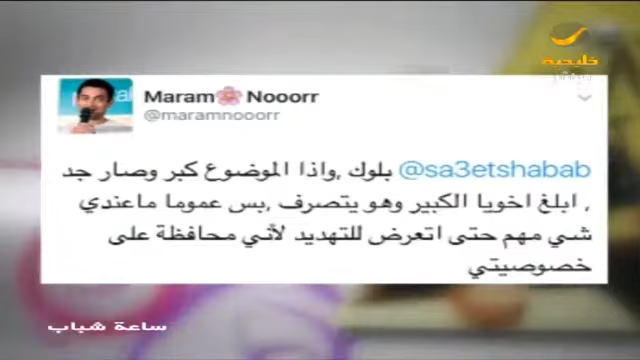 خليجية
Maram🌸Nooorr
@maramnooorr
@sa3etshabab بلوك ,واذا الموضوع كبر وصار جد
, ابلغ اخويا الكبير وهو يتصرف ,بس عموما ماعندي
شي مهم حتى اتعرض للتهديد لأني محافظة على
خصوصيتي
ساعة شباب